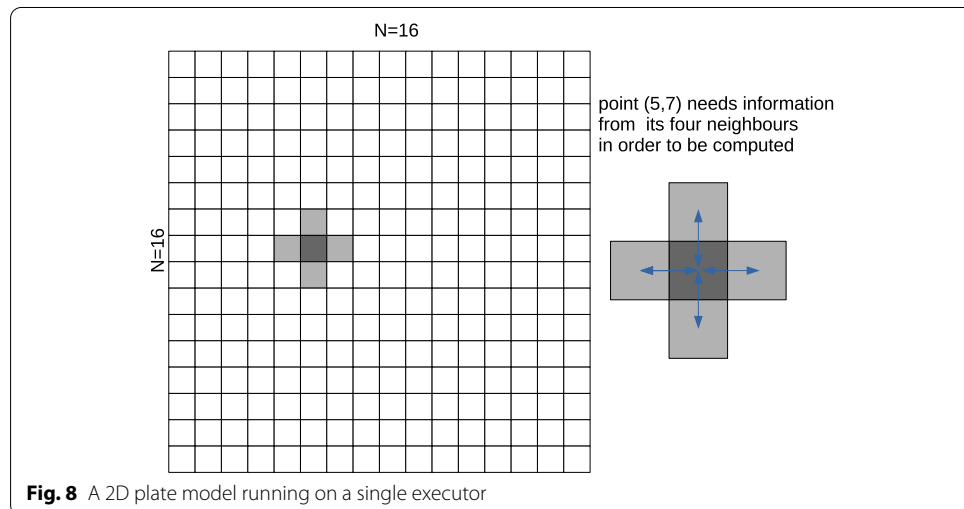 N=16
N=16
point (5,7) needs information
from its four neighbours
in order to be computed
Fig. 8 A 2D plate model running on a single executor